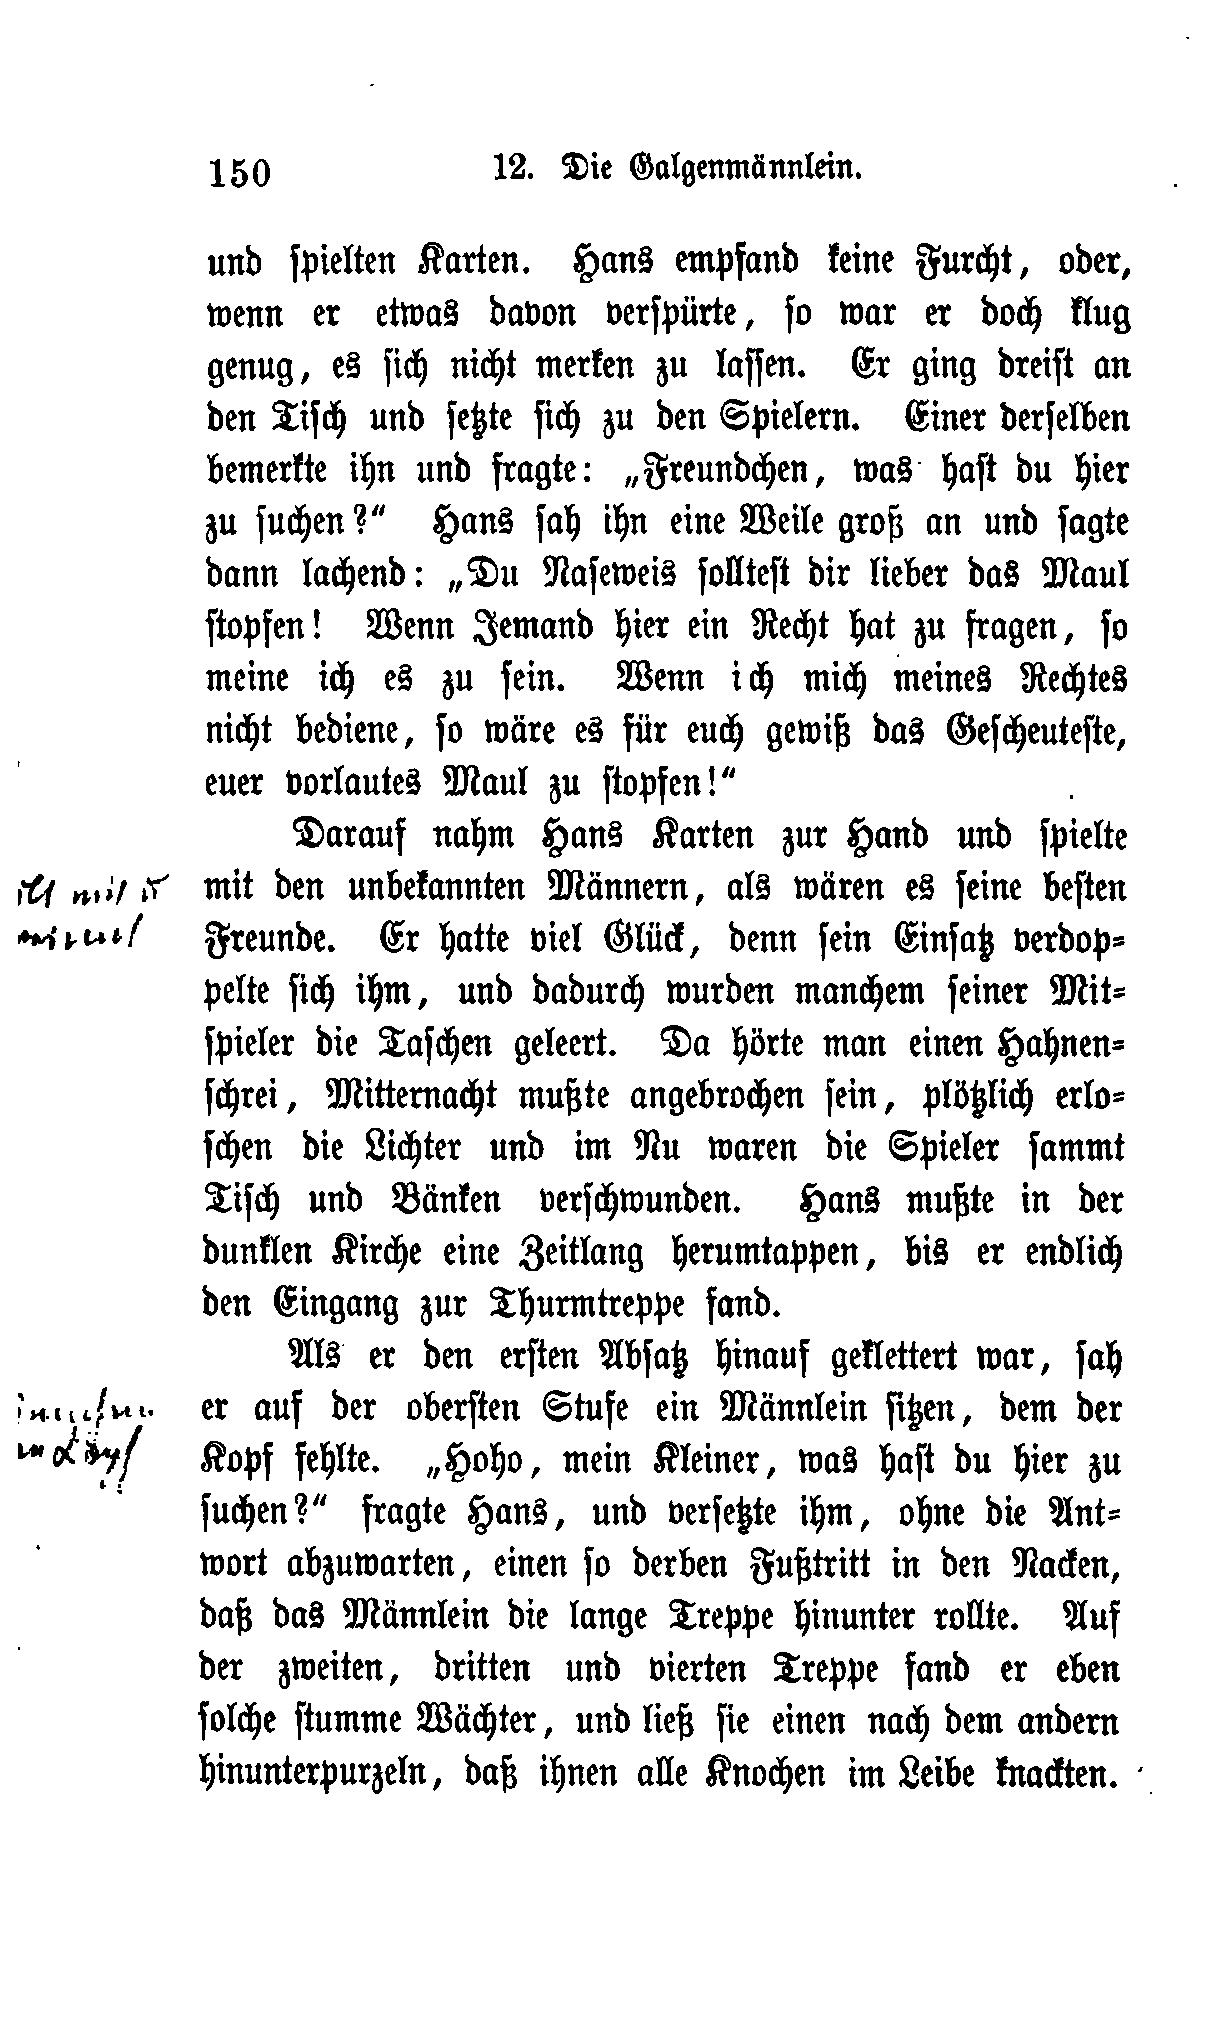 150 12. Die Galgenmännlein.
und spielten Karten. Hans empfand keine Furcht, oder,
wenn er etwas davon verspürte, so war er doch klug
genug, es sich nicht merken zu lassen. Er ging dreist an
den Tisch und setzte sich zu den Spielern. Einer derselben
bemerkte ihn und fragte: „Freundchen, was hast du hier
zu suchen?“ Hans sah ihn eine Weile groß an und sagte
dann lachend: „Du Naseweis solltest dir lieber das Maul
stopfen! Wenn Jemand hier ein Recht hat zu fragen, so
meine ich es zu sein. Wenn ich mich meines Rechtes
nicht bediene, so wäre es für euch gewiß das Gescheuteste,
euer vorlautes Maul zu stopfen!“
Darauf nahm Hans Karten zur Hand und spielte
mit den unbekannten Männern, als wären es seine besten
Freunde. Er hatte viel Glück, denn sein Einsatz verdop=
pelte sich ihm, und dadurch wurden manchem seiner Mit=
spieler die Taschen geleert. Da hörte man einen Hahnen=
schrei, Mitternacht mußte angebrochen sein, plötzlich erlo=
schen die Lichter und im Nu waren die Spieler sammt
Tisch und Bänken verschwunden. Hans mußte in der
dunklen Kirche eine Zeitlang herumtappen, bis er endlich
den Eingang zur Thurmtreppe fand.
Als er den ersten Absatz hinauf geklettert war, sah
er auf der obersten Stufe ein Männlein sitzen, dem der
Kopf fehlte. „Hoho, mein Kleiner, was hast du hier zu
suchen?“ fragte Hans, und versetzte ihm, ohne die Ant=
wort abzuwarten, einen so derben Fußtritt in den Nacken,
daß das Männlein die lange Treppe hinunter rollte. Auf
der zweiten, dritten und vierten Treppe fand er eben
solche stumme Wächter, und ließ sie einen nach dem andern
hinunterpurzeln, daß ihnen alle Knochen im Leibe knackten.